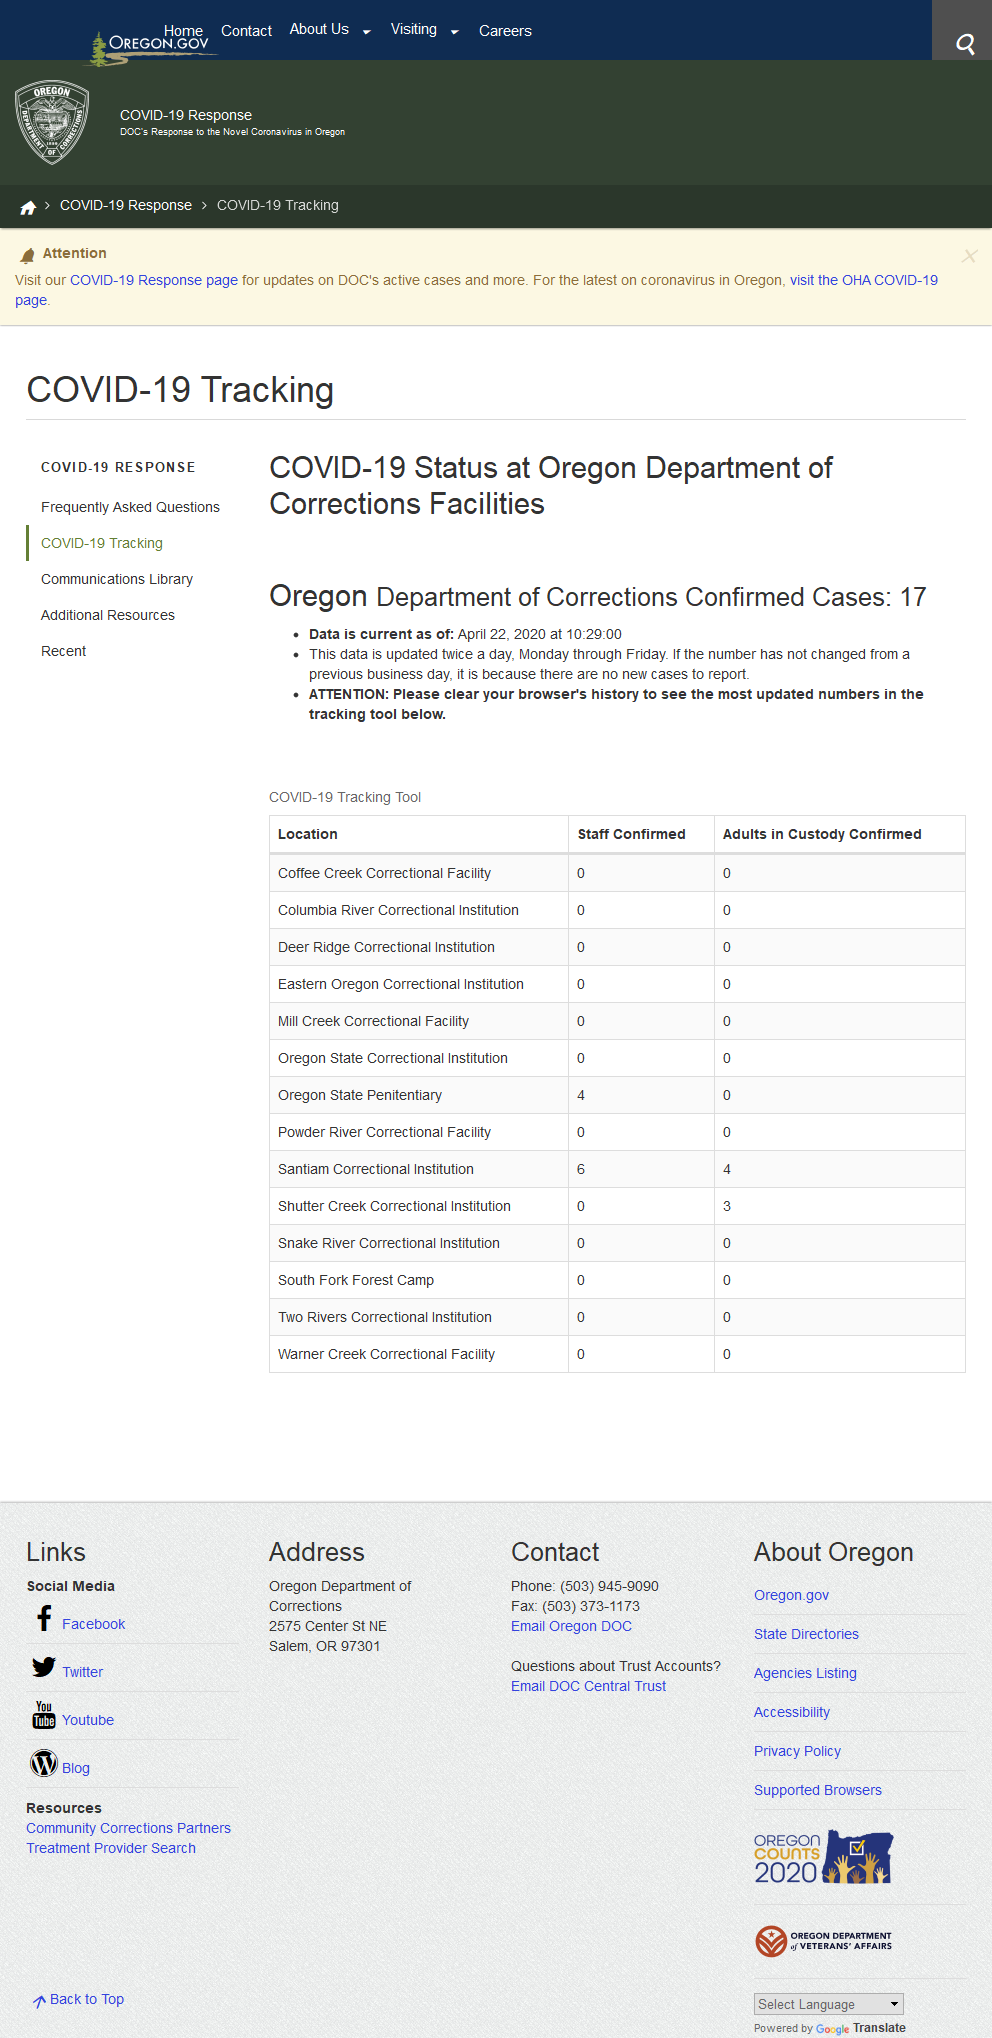 Home Contact About Us Visiting Careers
OREGON.GOV
OREGON
DEPARTMENT OF CORRECTIONS
COVID-19 Response
DOC's Response to the Novel Coronavirus in Oregon
COVID-19 Response > COVID-19 Tracking
Attention
Visit our COVID-19 Response page for updates on DOC's active cases and more. For the latest on coronavirus in Oregon, visit the OHA COVID-19
page.
COVID-19 Tracking
COVID-19 RESPONSE
Frequently Asked Questions
COVID-19 Tracking
Communications Library
Additional Resources
Recent
COVID-19 Status at Oregon Department of
Corrections Facilities
Oregon Department of Corrections Confirmed Cases: 17
• Data is current as of: April 22, 2020 at 10:29:00
• This data is updated twice a day, Monday through Friday. If the number has not changed from a
previous business day, it is because there are no new cases to report.
• ATTENTION: Please clear your browser's history to see the most updated numbers in the
tracking tool below.
COVID-19 Tracking Tool
Location Staff Confirmed Adults in Custody Confirmed
Coffee Creek Correctional Facility 0 0
Columbia River Correctional Institution 0 0
Deer Ridge Correctional Institution 0 0
Eastern Oregon Correctional Institution 0 0
Mill Creek Correctional Facility 0 0
Oregon State Correctional Institution 0 0
Oregon State Penitentiary 4 0
Powder River Correctional Facility 0 0
Santiam Correctional Institution 6 4
Shutter Creek Correctional Institution 0 3
Snake River Correctional Institution 0 0
South Fork Forest Camp 0 0
Two Rivers Correctional Institution 0 0
Warner Creek Correctional Facility 0 0
Links
Social Media
Facebook
Twitter
You
Tube Youtube
Blog
Resources
Community Corrections Partners
Treatment Provider Search
Back to Top
Address
Oregon Department of
Corrections
2575 Center St NE
Salem, OR 97301
Contact
Phone: (503) 945-9090
Fax: (503) 373-1173
Email Oregon DOC
Questions about Trust Accounts?
Email DOC Central Trust
About Oregon
Oregon.gov
State Directories
Agencies Listing
Accessibility
Privacy Policy
Supported Browsers
OREGON
COUNTS
2020
OREGON DEPARTMENT
of VETERANS' AFFAIRS
Select Language
Powered by Google Translate